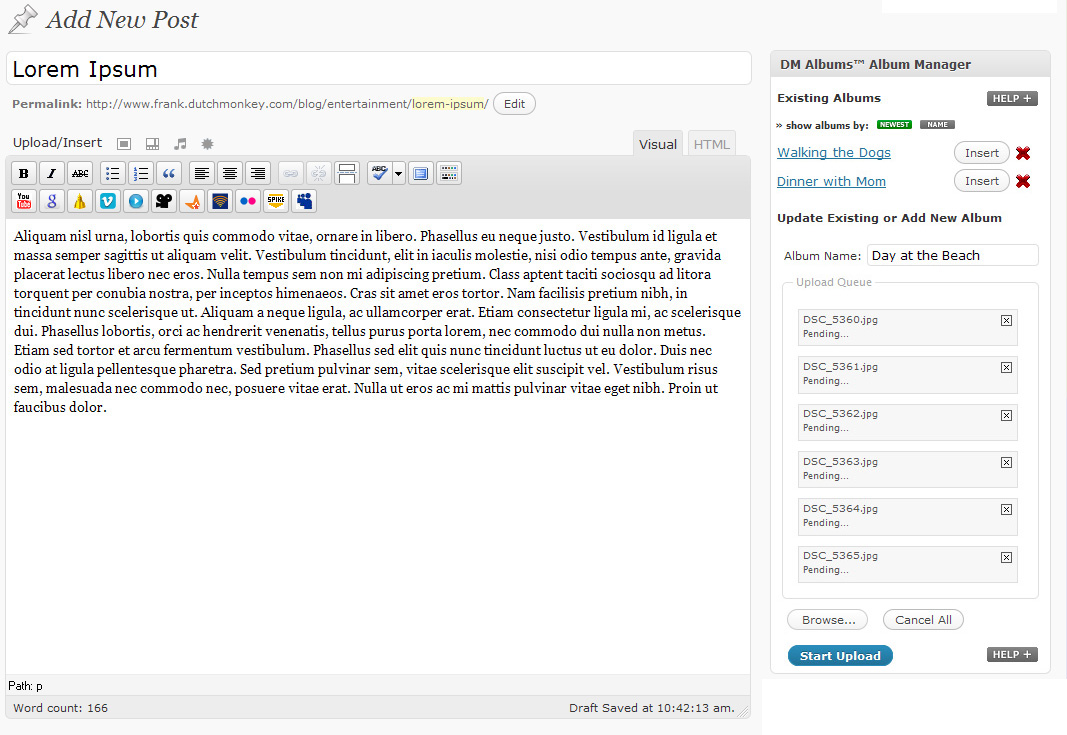 Add New Post
Lorem Ipsum
Permalink: http://www.frank.dutchmonkey.com/blog/entertainment/lorem-ipsum/ Edit
Upload/Insert
Visual HTML
B I ABC ABC
You Tube g SPIKE
Aliquam nisl urna, lobortis quis commodo vitae, ornare in libero. Phasellus eu neque justo. Vestibulum id ligula et
massa semper sagittis ut aliquam velit. Vestibulum tincidunt, elit in iaculis molestie, nisi odio tempus ante, gravida
placerat lectus libero nec eros. Nulla tempus sem non mi adipiscing pretium. Class aptent taciti sociosqu ad litora
torquent per conubia nostra, per inceptos himenaeos. Cras sit amet eros tortor. Nam facilisis pretium nibh, in
tincidunt nunc scelerisque ut. Aliquam a neque ligula, ac ullamcorper erat. Etiam consectetur ligula mi, ac scelerisque
dui. Phasellus lobortis, orci ac hendrerit venenatis, tellus purus porta lorem, nec commodo dui nulla non metus.
Etiam sed tortor et arcu fermentum vestibulum. Phasellus sed elit quis nunc tincidunt luctus ut eu dolor. Duis nec
odio at ligula pellentesque pharetra. Sed pretium pulvinar sem, vitae scelerisque elit suscipit vel. Vestibulum risus
sem, malesuada nec commodo nec, posuere vitae erat. Nulla ut eros ac mi mattis pulvinar vitae eget nibh. Proin ut
faucibus dolor.
Path: p
Word count: 166
Draft Saved at 10:42:13 am.
DM Albums™ Album Manager
Existing Albums HELP +
» show albums by: NEWEST NAME
Walking the Dogs Insert
Dinner with Mom Insert
Update Existing or Add New Album
Album Name: Day at the Beach
Upload Queue
DSC_5360.jpg
Pending...
DSC_5361.jpg
Pending...
DSC_5362.jpg
Pending...
DSC_5363.jpg
Pending...
DSC_5364.jpg
Pending...
DSC_5365.jpg
Pending...
Browse... Cancel All
Start Upload HELP +